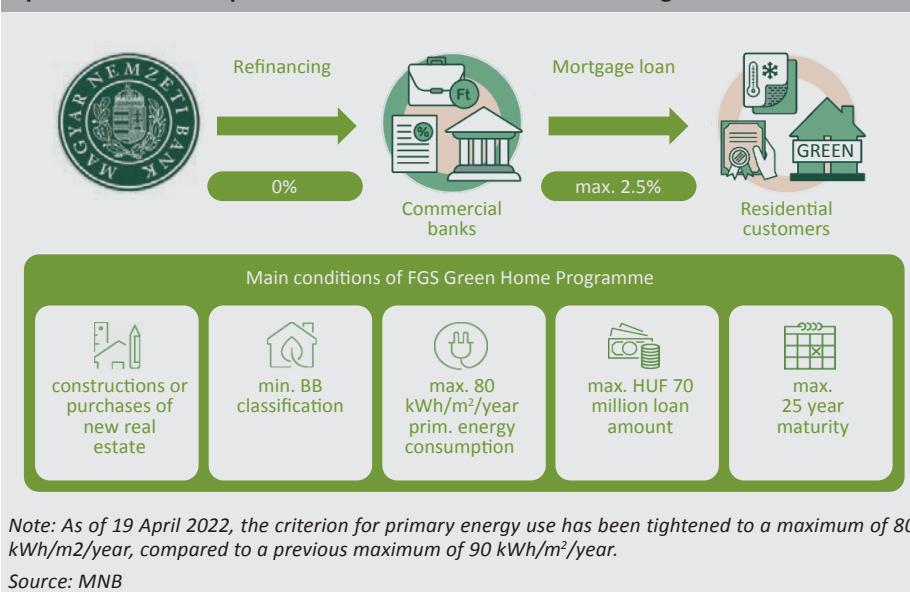 MAGYAR NEMZETI BANK
Refinancing
0%
Ft
%
Commercial
banks
Mortgage loan
max. 2.5%
GREEN
Residential
customers
Main conditions of FGS Green Home Programme
constructions or
purchases of
new real
estate
min. BB
classification
max. 80
kWh/m²/year
prim. energy
consumption
max. HUF 70
million loan
amount
max.
25 year
maturity
Note: As of 19 April 2022, the criterion for primary energy use has been tightened to a maximum of 80
kWh/m2/year, compared to a previous maximum of 90 kWh/m²/year.
Source: MNB